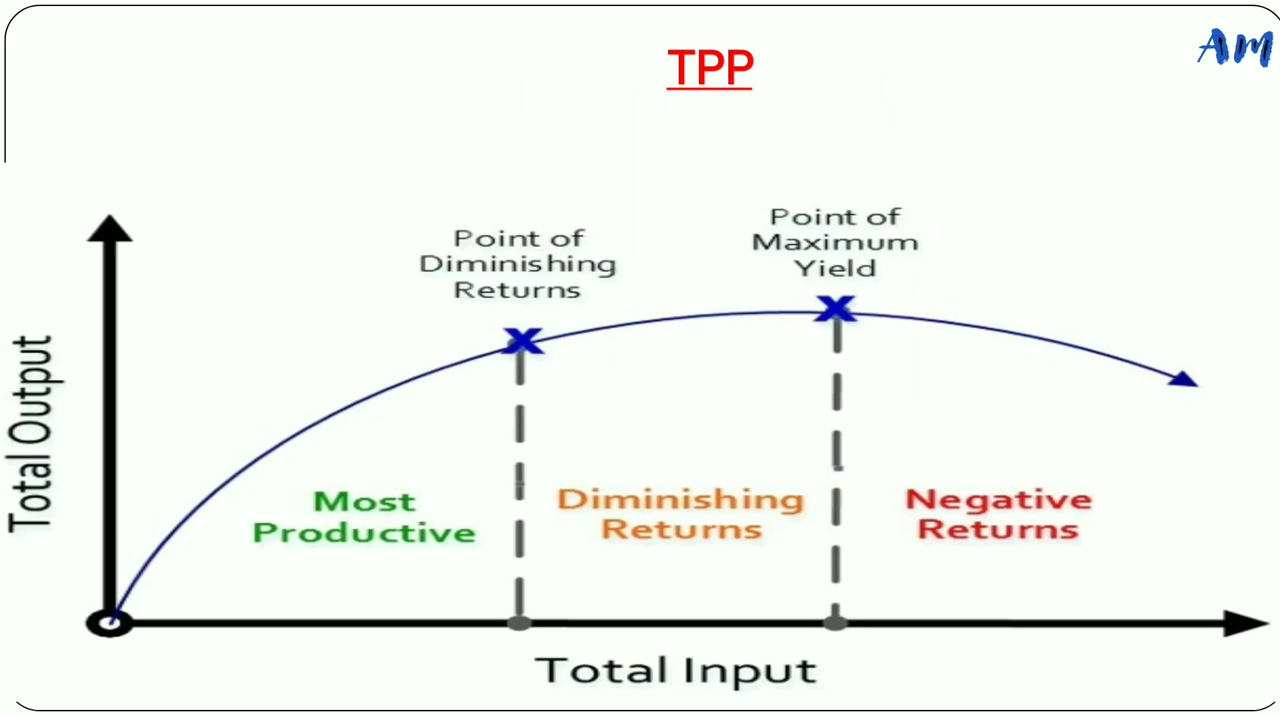 TPP
AM
Point of
Diminishing
Returns
Point of
Maximum
Yield
Total Output
Most
Productive
Diminishing
Returns
Negative
Returns
Total Input